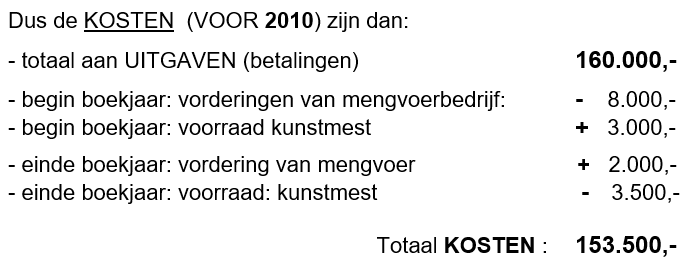 Dus de KOSTEN (VOOR 2010) zijn dan:
- totaal aan UITGAVEN (betalingen) 160.000,-
- begin boekjaar: vorderingen van mengvoerbedrijf: - 8.000,-
- begin boekjaar: voorraad kunstmest + 3.000,-
- einde boekjaar: vordering van mengvoer + 2.000,-
- einde boekjaar: voorraad: kunstmest - 3.500,-
Totaal KOSTEN : 153.500,-